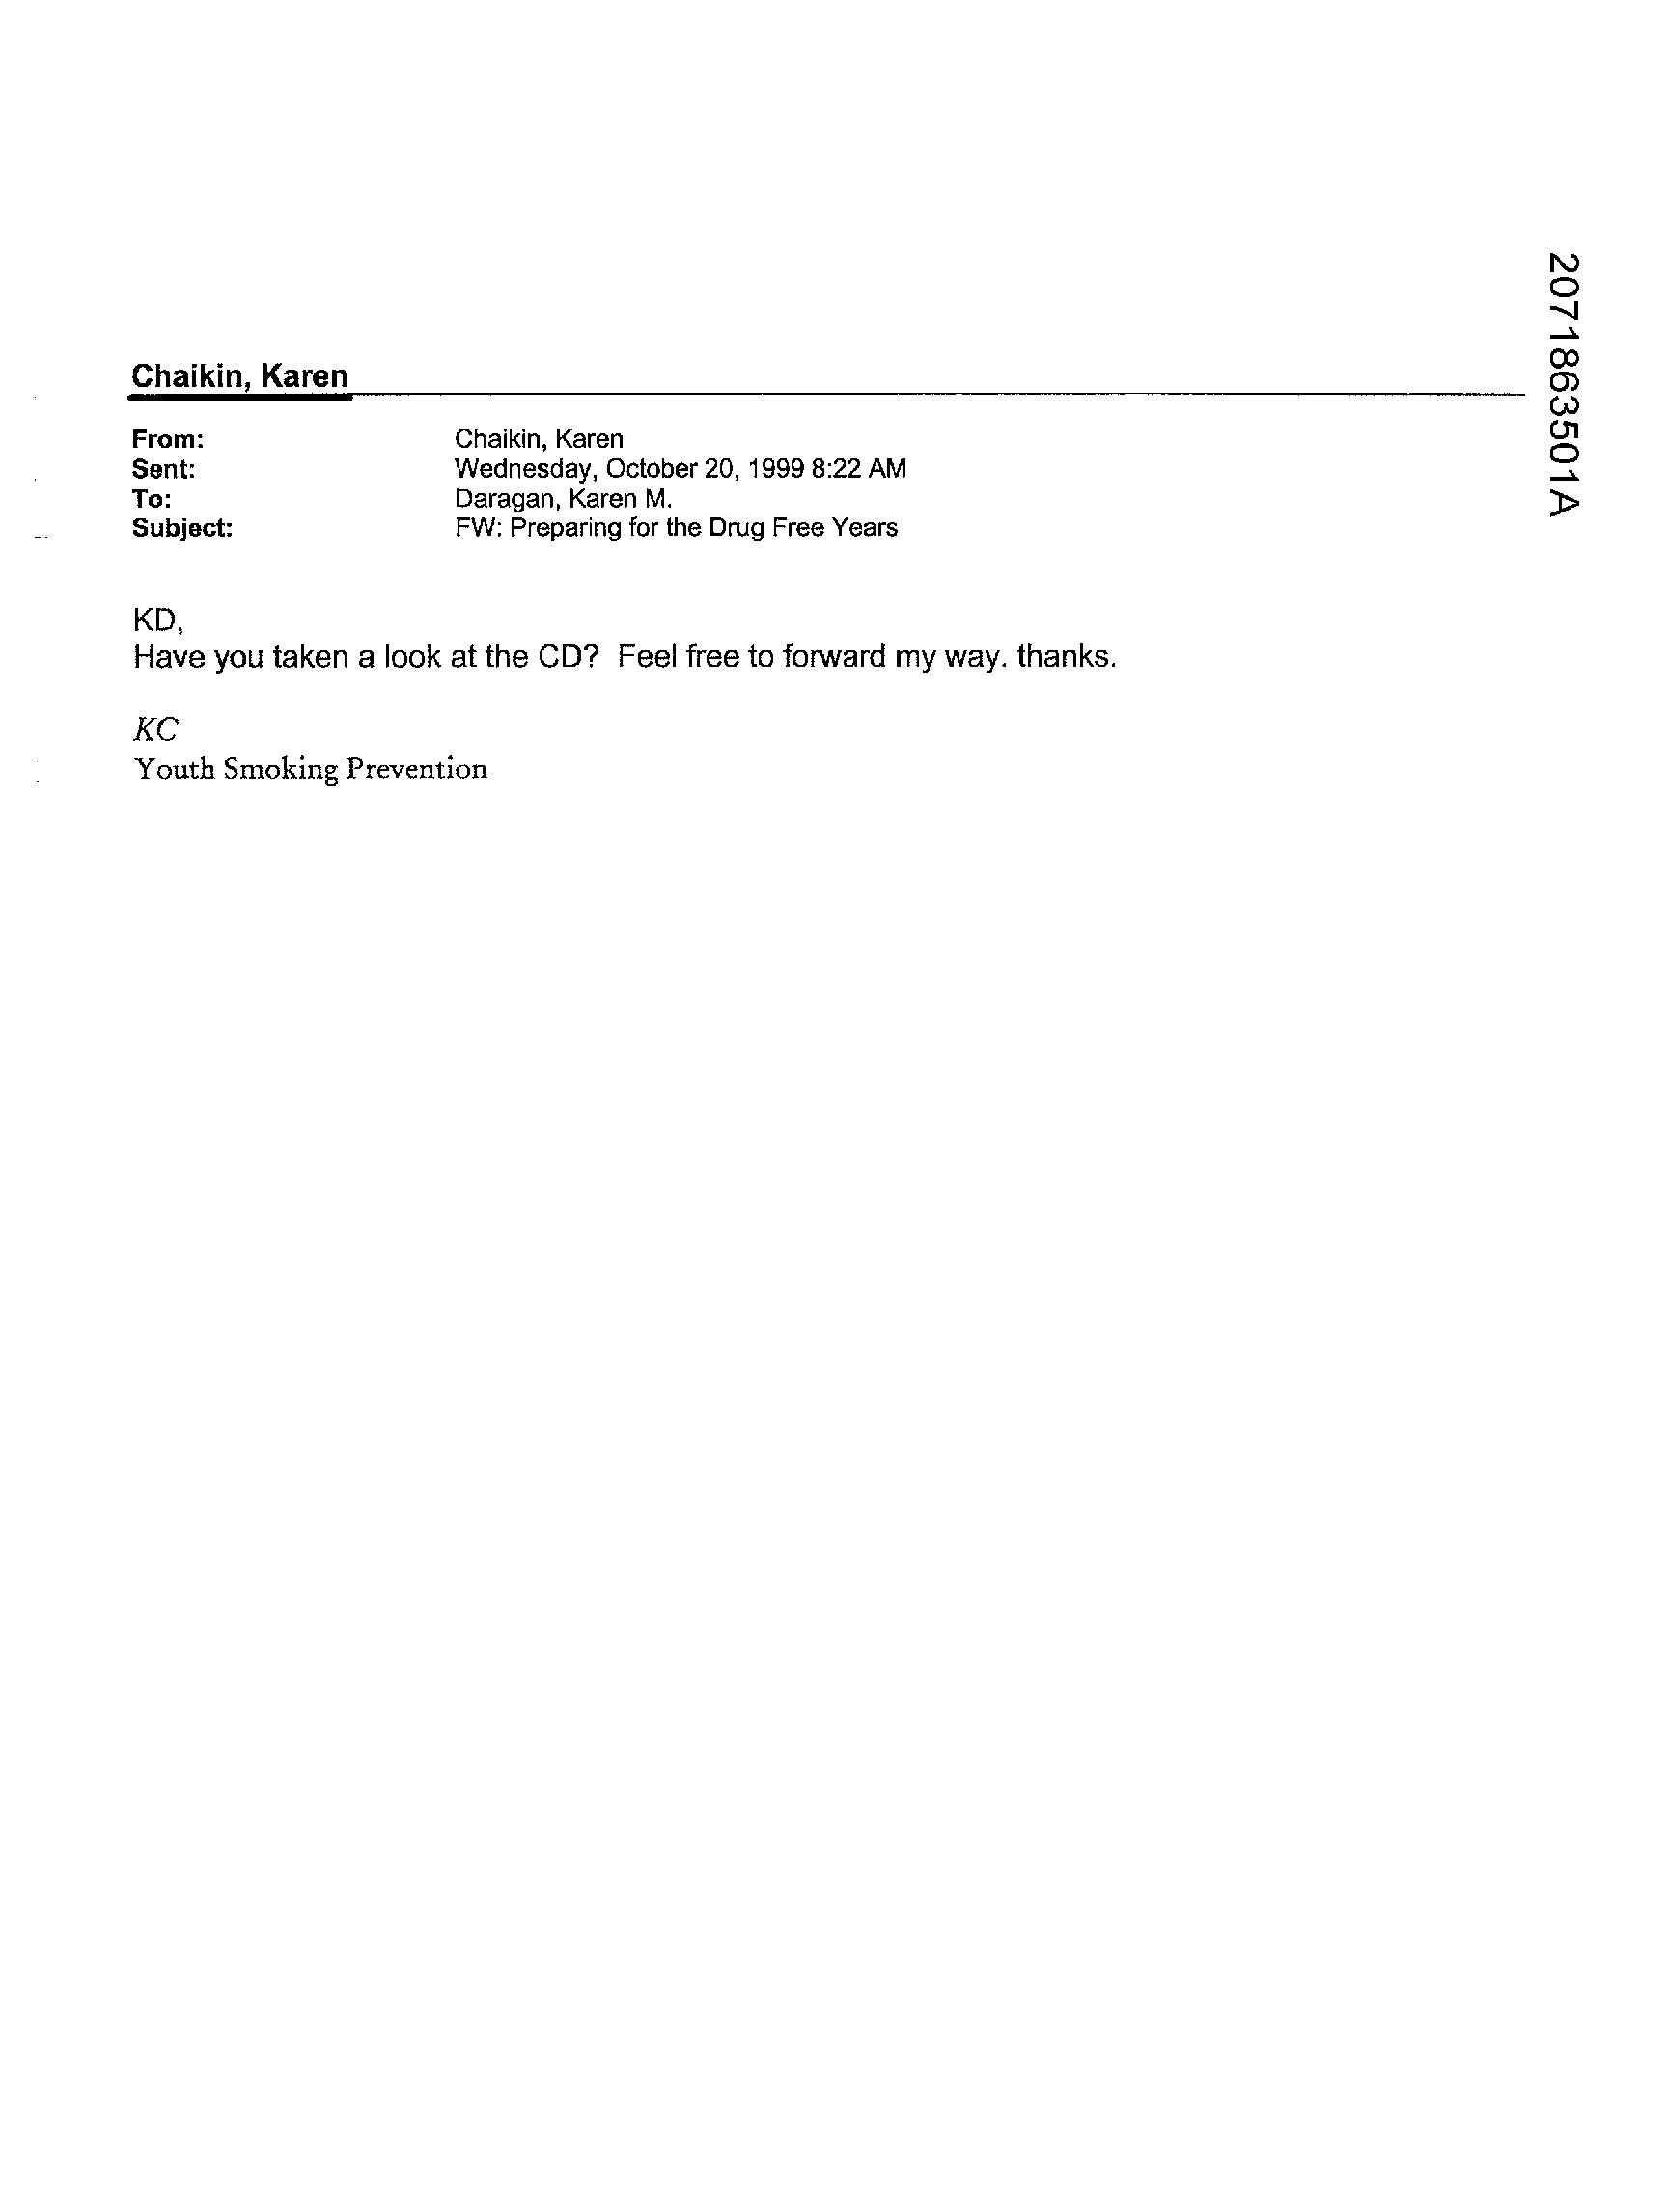 2071863501A
Chaikin, Karen
From: Chaikin, Karen
Sent: Wednesday, October 20, 1999 8:22 AM
To: Daragan, Karen M.
Subject: FW: Preparing for the Drug Free Years
KD,
Have you taken a look at the CD?  Feel free to forward my way. thanks.
KC
Youth Smoking Prevention